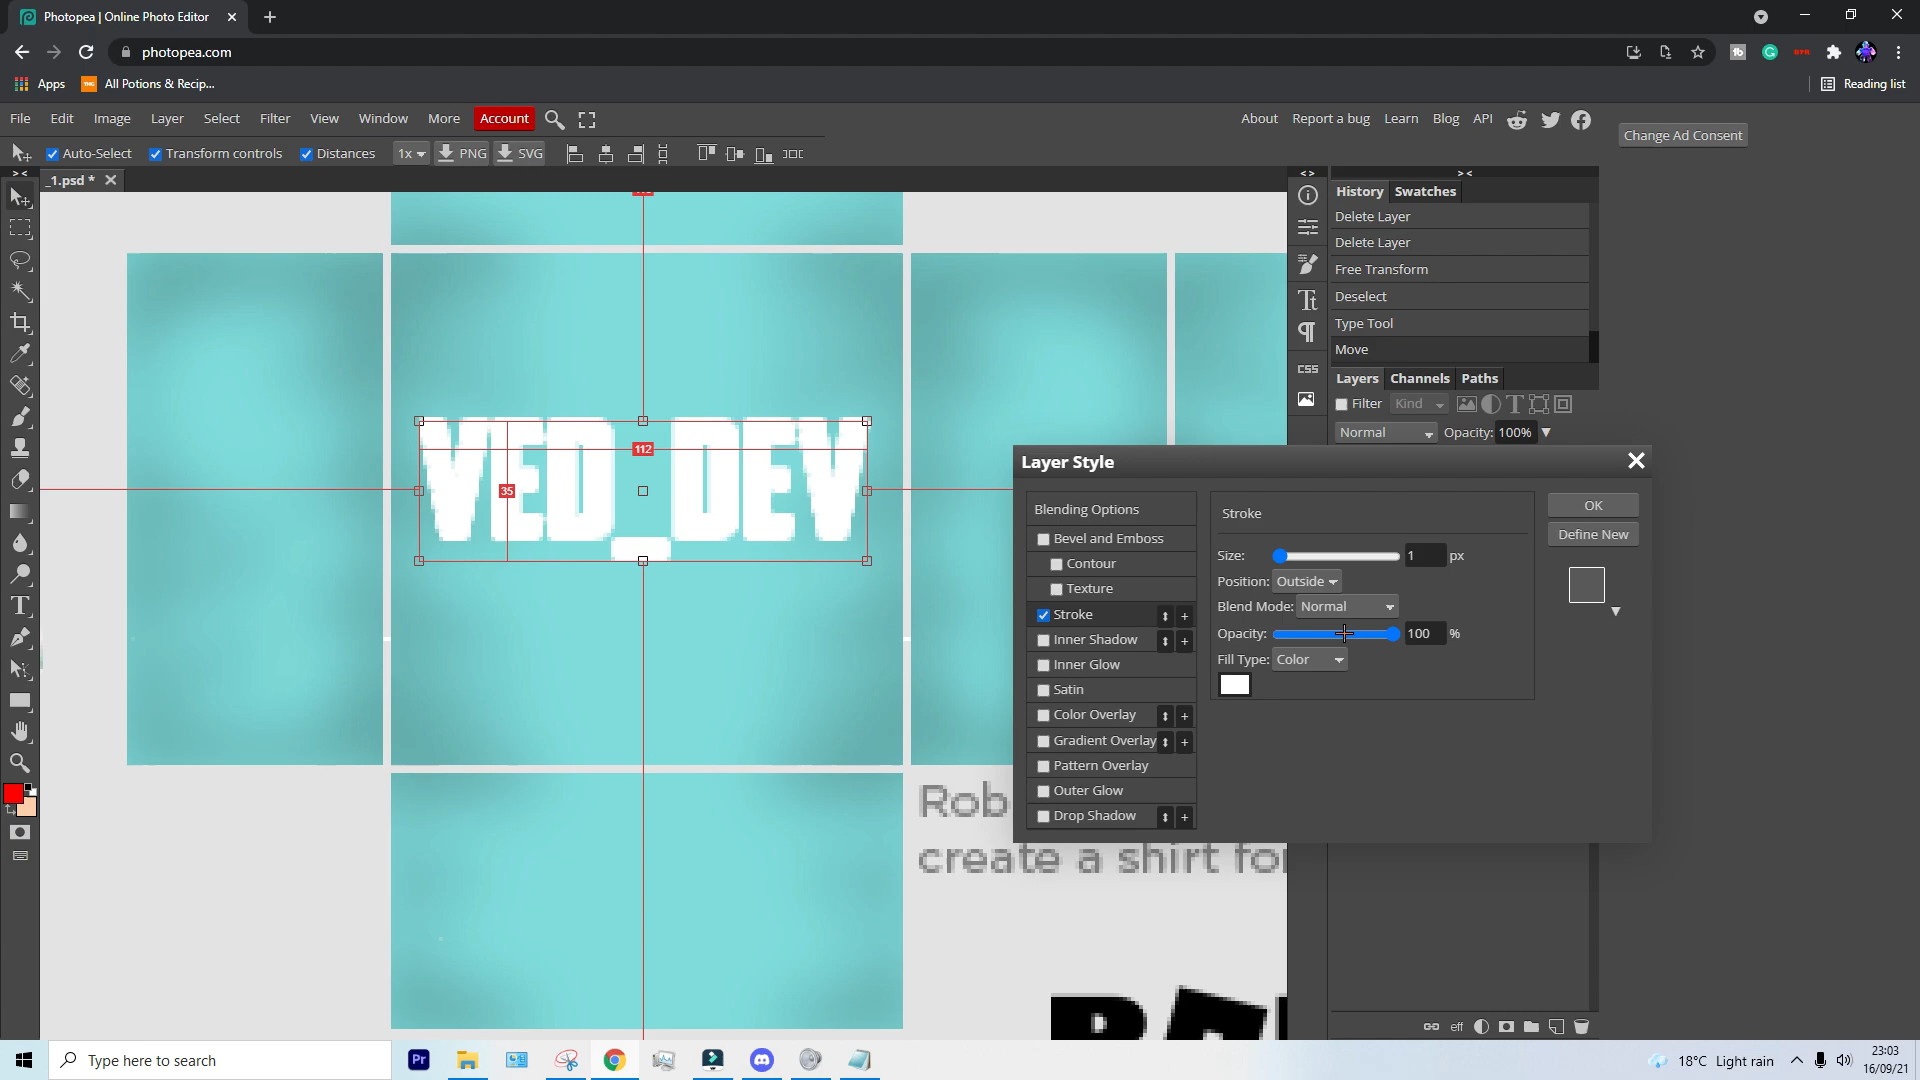 Photopea | Online Photo Editor
photopea.com
Apps
All Potions & Recip...
Reading list
File Edit Image Layer Select Filter View Window More Account
About Report a bug Learn Blog API
Change Ad Consent
Auto-Select Transform controls Distances 1x PNG SVG
_1.psd *
History Swatches
Delete Layer
Delete Layer
Free Transform
Deselect
Type Tool
Move
CSS
Layers Channels Paths
Filter Kind
Normal Opacity: 100%
VED_DEV
112
35
Layer Style
Blending Options
Bevel and Emboss
Contour
Texture
Stroke
Inner Shadow
Inner Glow
Satin
Color Overlay
Gradient Overlay
Pattern Overlay
Outer Glow
Drop Shadow
Stroke
Size: 1 px
Position: Outside
Blend Mode: Normal
Opacity: 100 %
Fill Type: Color
OK
Define New
Rob
create a shirt for
eff
Type here to search
Pr
18°C Light rain
23:03
16/09/21